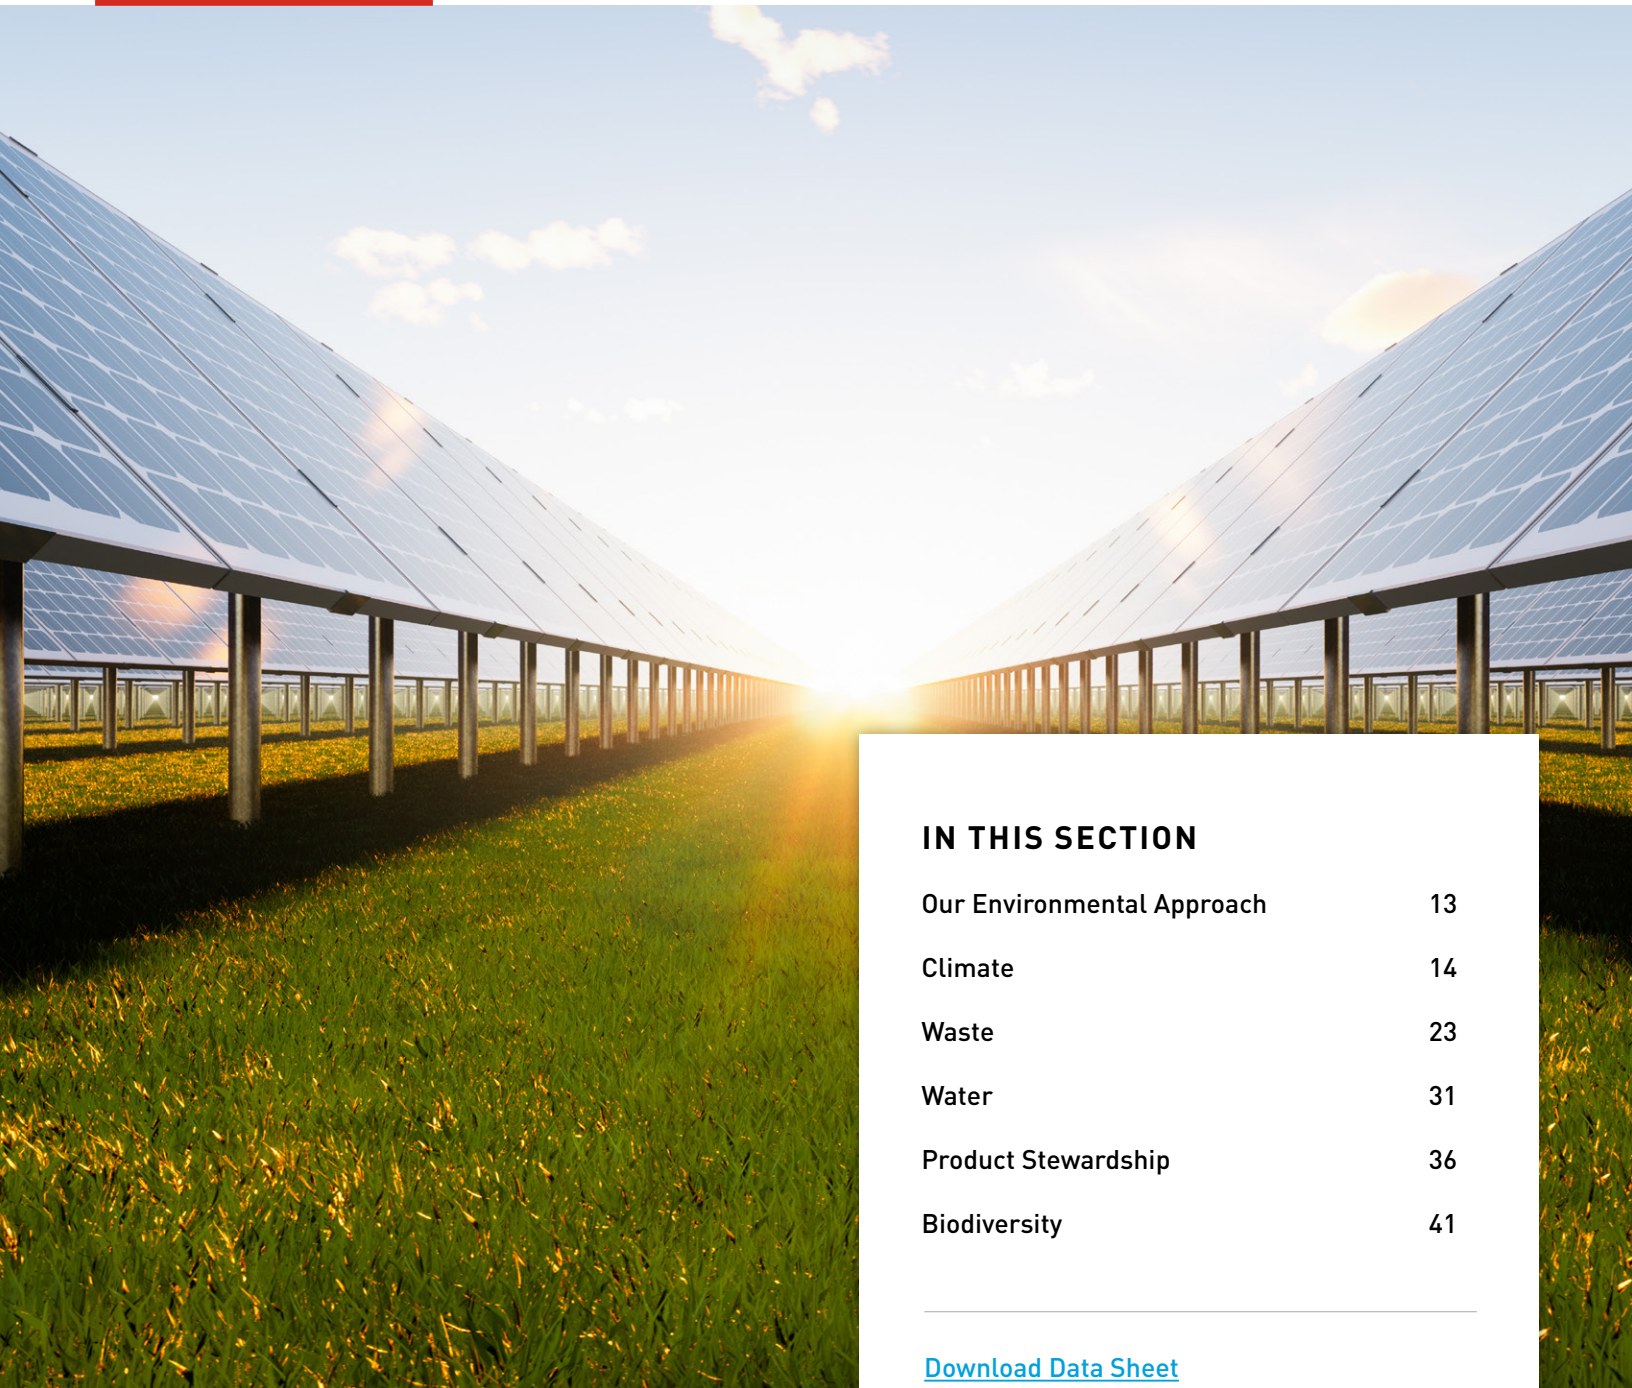 IN THIS SECTION
Our Environmental Approach 13
Climate 14
Waste 23
Water 31
Product Stewardship 36
Biodiversity 41
Download Data Sheet